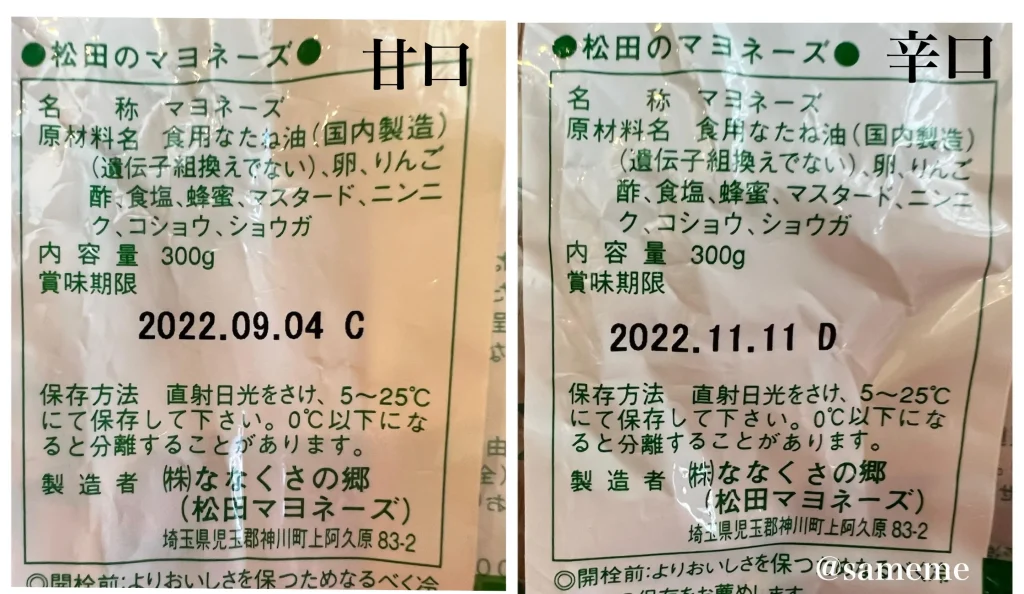 ●松田のマヨネーズ● 甘口
名称 マヨネーズ
原材料名 食用なたね油(国内製造)
(遺伝子組換えでない)、卵、りんご
酢、食塩、蜂蜜、マスタード、ニンニ
ク、コショウ、ショウガ
内容量 300g
賞味期限
2022.09.04 C
保存方法 直射日光をさけ、5~25℃
にて保存して下さい。0℃以下にな
ると分離することがあります。
製造者 (株)ななくさの郷
(松田マヨネーズ)
埼玉県児玉郡神川町上阿久原83-2
◎開栓前:よりおいしさを保つためなるべく冷
●松田のマヨネーズ● 辛口
名称 マヨネーズ
原材料名 食用なたね油(国内製造)
(遺伝子組換えでない)、卵、りんご
酢、食塩、蜂蜜、マスタード、ニンニ
ク、コショウ、ショウガ
内容量 300g
賞味期限
2022.11.11 D
保存方法 直射日光をさけ、5~25℃
にて保存して下さい。0℃以下にな
ると分離することがあります。
製造者 (株)ななくさの郷
(松田マヨネーズ)
埼玉県児玉郡神川町上阿久原83-2
◎開栓前:よりおいしさを保つためなるべく冷
@sameme